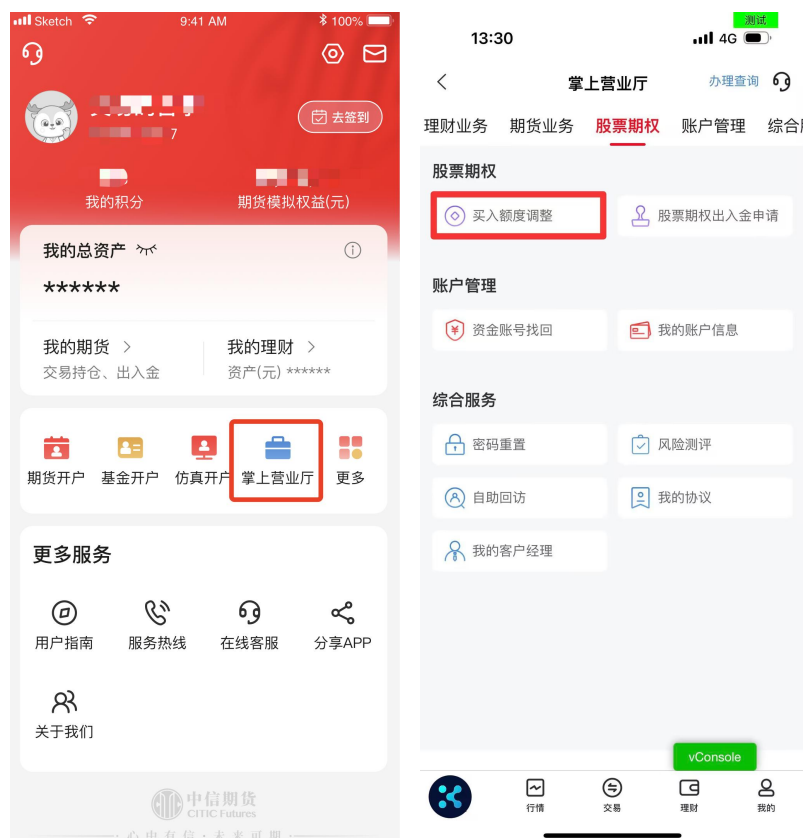 Sketch 9:41 AM 100%
7
去签到
我的积分 期货模拟权益(元)
我的总资产
******
我的期货 我的理财
交易持仓、出入金 资产(元) ******
期货开户 基金开户 仿真开户 掌上营业厅 更多
更多服务
用户指南 服务热线 在线客服 分享APP
关于我们
中信期货
CITIC Futures
测试
13:30 4G
掌上营业厅 办理查询
理财业务 期货业务 股票期权 账户管理 综合
股票期权
买入额度调整 股票期权出入金申请
账户管理
资金账号找回 我的账户信息
综合服务
密码重置 风险测评
自助回访 我的协议
我的客户经理
vConsole
行情 交易 理财 我的